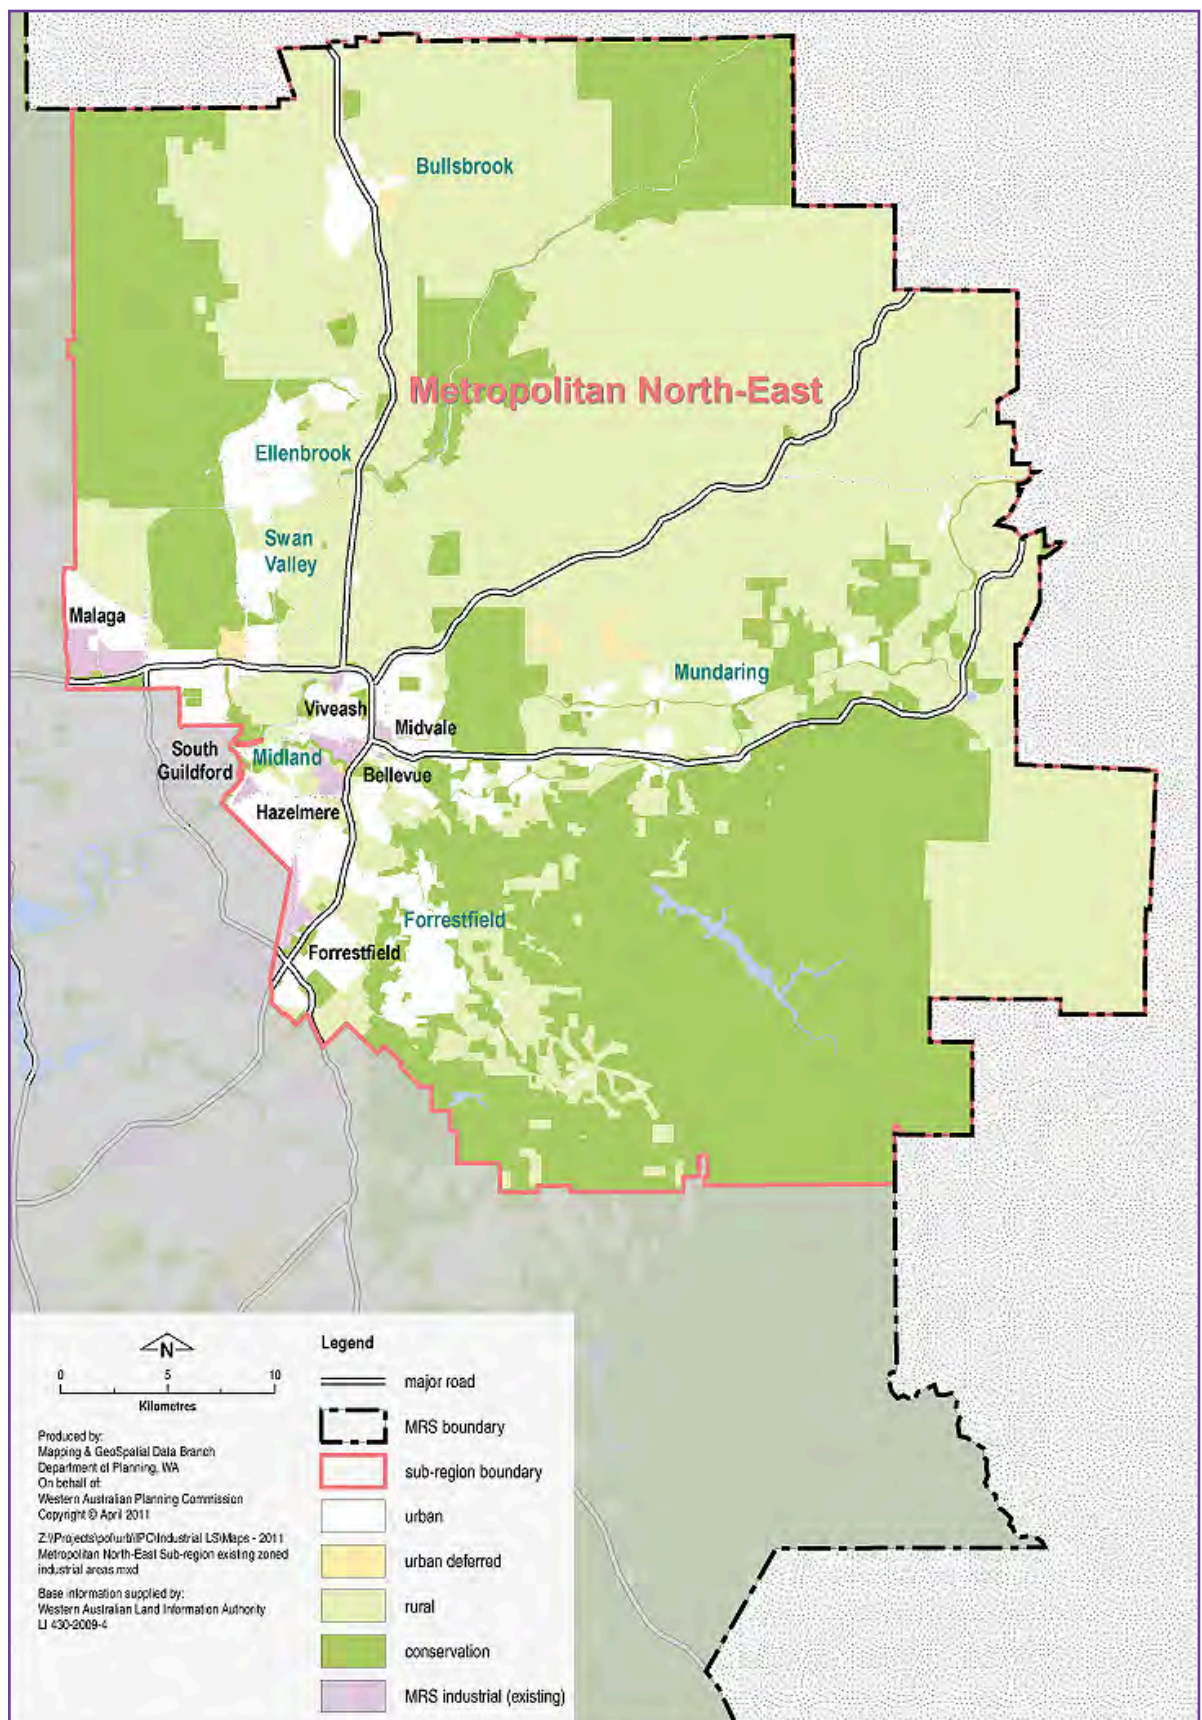 Bullsbrook
Metropolitan North-East
Ellenbrook
Swan
Valley
Malaga
Mundaring
Viveash
Midvale
South
Guildford
Midland
Bellevue
Hazelmere
Forrestfield
Forrestfield
N
0 5 10
Kilometres
Produced by:
Mapping & GeoSpatial Data Branch
Department of Planning, WA
On behalf of:
Western Australian Planning Commission
Copyright © April 2011
Metropolitan North-East Sub-region existing zoned
industrial areas mxd
Base information supplied by:
Western Australian Land Information Authority
LI 430-2009-4
Legend
major road
MRS boundary
sub-region boundary
urban
urban deferred
rural
conservation
MRS industrial (existing)